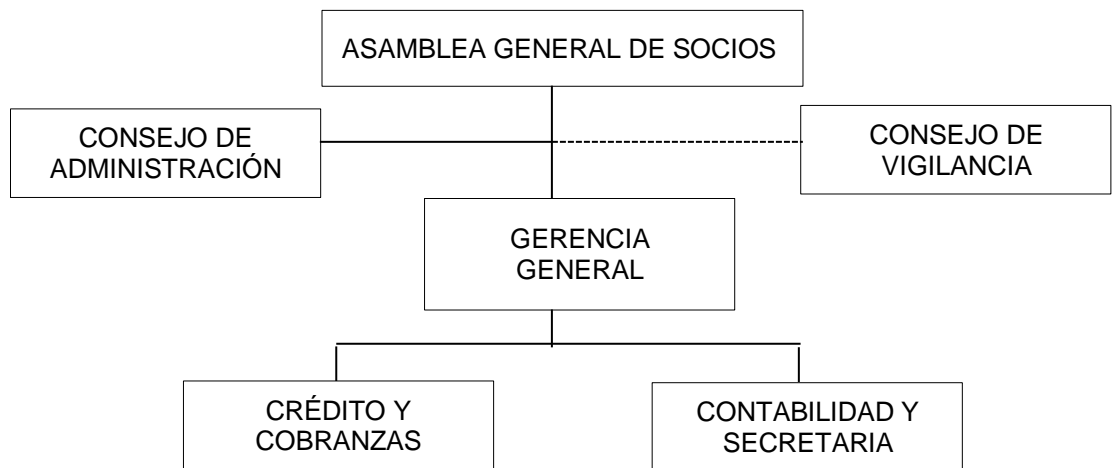 ASAMBLEA GENERAL DE SOCIOS
CONSEJO DE
ADMINISTRACIÓN
CONSEJO DE
VIGILANCIA
GERENCIA
GENERAL
CRÉDITO Y
COBRANZAS
CONTABILIDAD Y
SECRETARIA